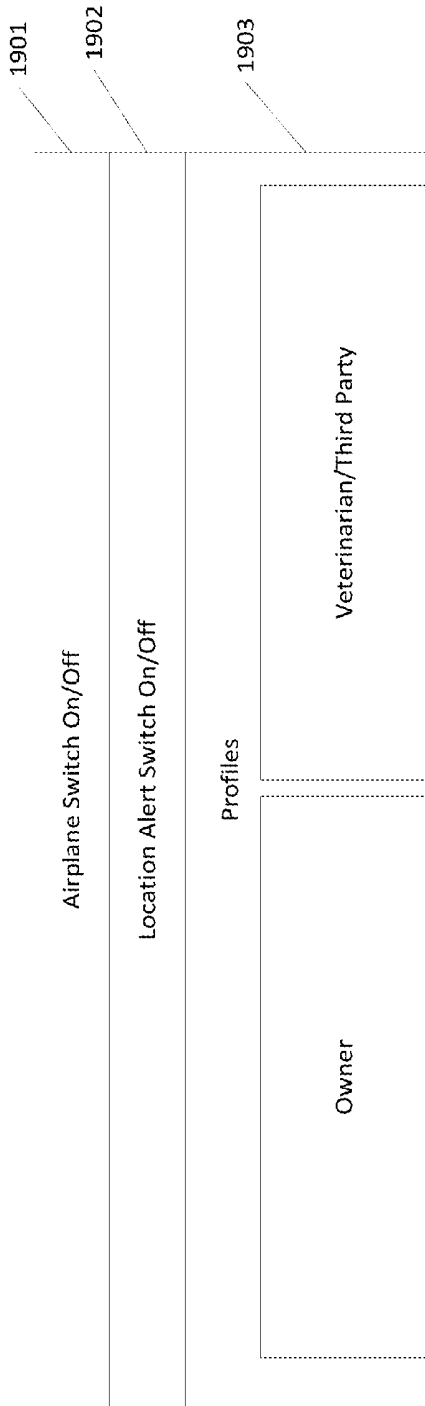 1901
Airplane Switch On/Off
1902
Location Alert Switch On/Off
1903
Profiles
Owner
Veterinarian/Third Party